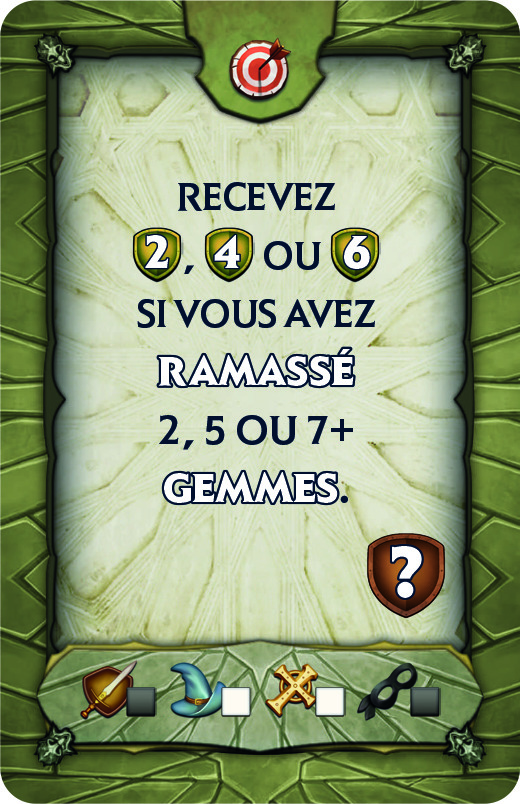 RECEVEZ
2, 4 OU 6
SI VOUS AVEZ
RAMASSÉ
2, 5 OU 7+
GEMMES.
?